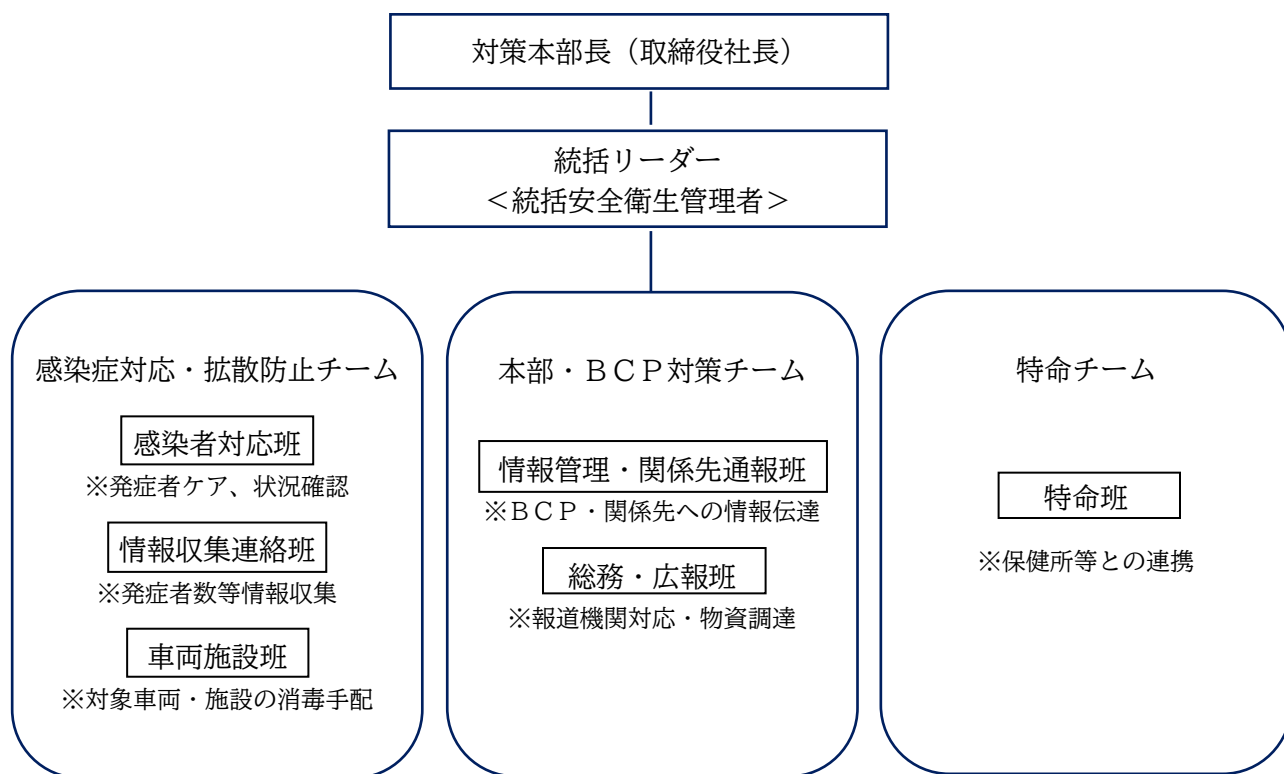 対策本部長（取締役社長）
統括リーダー
＜統括安全衛生管理者＞
感染症対応・拡散防止チーム
感染者対応班
※発症者ケア、状況確認
情報収集連絡班
※発症者数等情報収集
車両施設班
※対象車両・施設の消毒手配
本部・ＢＣＰ対策チーム
情報管理・関係先通報班
※ＢＣＰ・関係先への情報伝達
総務・広報班
※報道機関対応・物資調達
特命チーム
特命班
※保健所等との連携